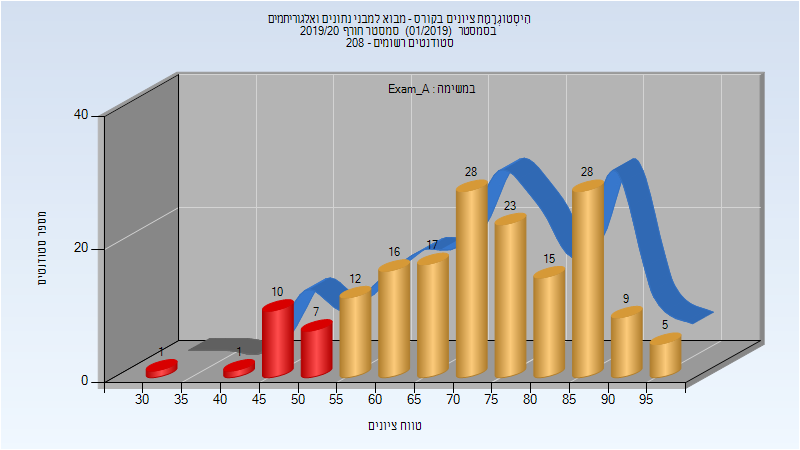 הִיסְטוֹגְרָמַת ציונים בקורס - מבוא למבני נתונים ואלגוריתמים
בסמסטר (01/2019) סמסטר חורף 2019/20
סטודנטים רשומים - 208
במשימה : Exam_A
מספר סטודנטים
40
20
0
1
1
10
7
12
16
17
28
23
15
28
9
5
30 35 40 45 50 55 60 65 70 75 80 85 90 95
טווח ציונים